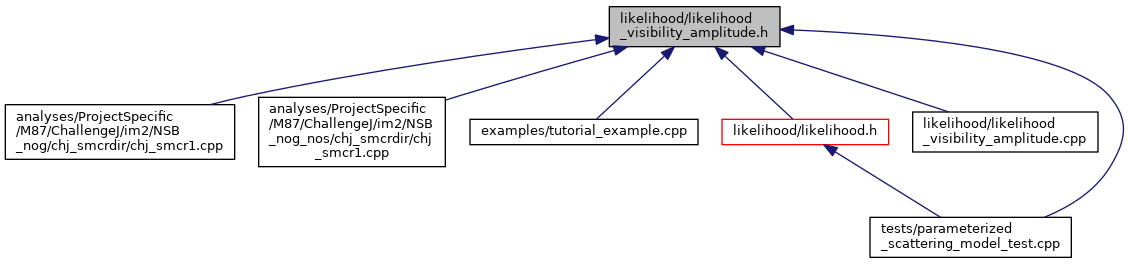 likelihood/likelihood
_visibility_amplitude.h
analyses/ProjectSpecific
/M87/ChallengeJ/im2/NSB
_nog/chj_smcrdir/chj_smcr1.cpp
analyses/ProjectSpecific
/M87/ChallengeJ/im2/NSB
_nog_nos/chj_smcrdir/chj
_smcr1.cpp
examples/tutorial_example.cpp
likelihood/likelihood.h
likelihood/likelihood
_visibility_amplitude.cpp
tests/parameterized
_scattering_model_test.cpp